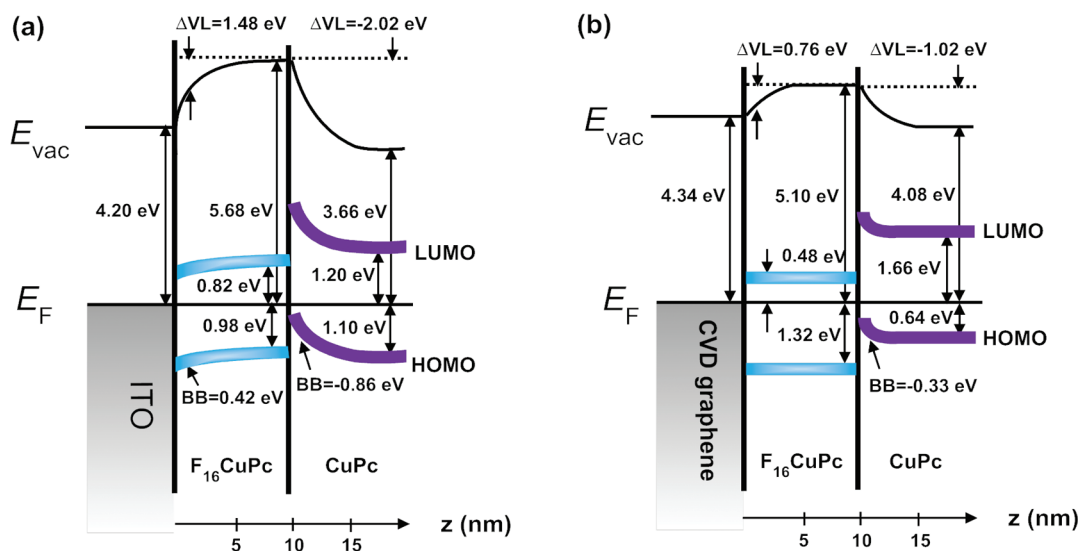 (a)
ΔVL=1.48 eV
ΔVL=-2.02 eV
E_vac
4.20 eV
5.68 eV
3.66 eV
LUMO
0.82 eV
1.20 eV
E_F
0.98 eV
1.10 eV
HOMO
BB=0.42 eV
BB=-0.86 eV
ITO
F₁₆CuPc
CuPc
z (nm)
5
10
15
(b)
ΔVL=0.76 eV
ΔVL=-1.02 eV
E_vac
4.34 eV
5.10 eV
4.08 eV
LUMO
0.48 eV
1.66 eV
E_F
1.32 eV
0.64 eV
HOMO
BB=-0.33 eV
CVD graphene
F₁₆CuPc
CuPc
z (nm)
5
10
15